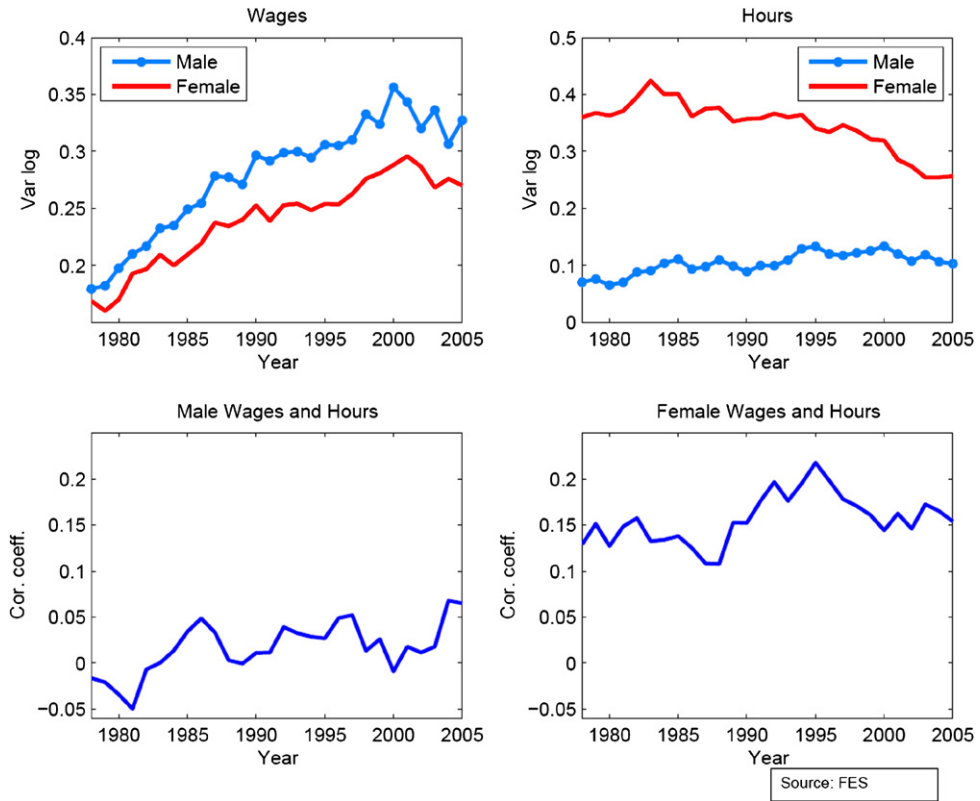 Wages
Var log
0.4
0.35
0.3
0.25
0.2
Male
Female
1980 1985 1990 1995 2000 2005
Year
Hours
Var log
0.5
0.4
0.3
0.2
0.1
0
Male
Female
1980 1985 1990 1995 2000 2005
Year
Male Wages and Hours
Cor. coeff.
0.2
0.15
0.1
0.05
0
−0.05
1980 1985 1990 1995 2000 2005
Year
Female Wages and Hours
Cor. coeff.
0.2
0.15
0.1
0.05
0
−0.05
1980 1985 1990 1995 2000 2005
Year
Source: FES